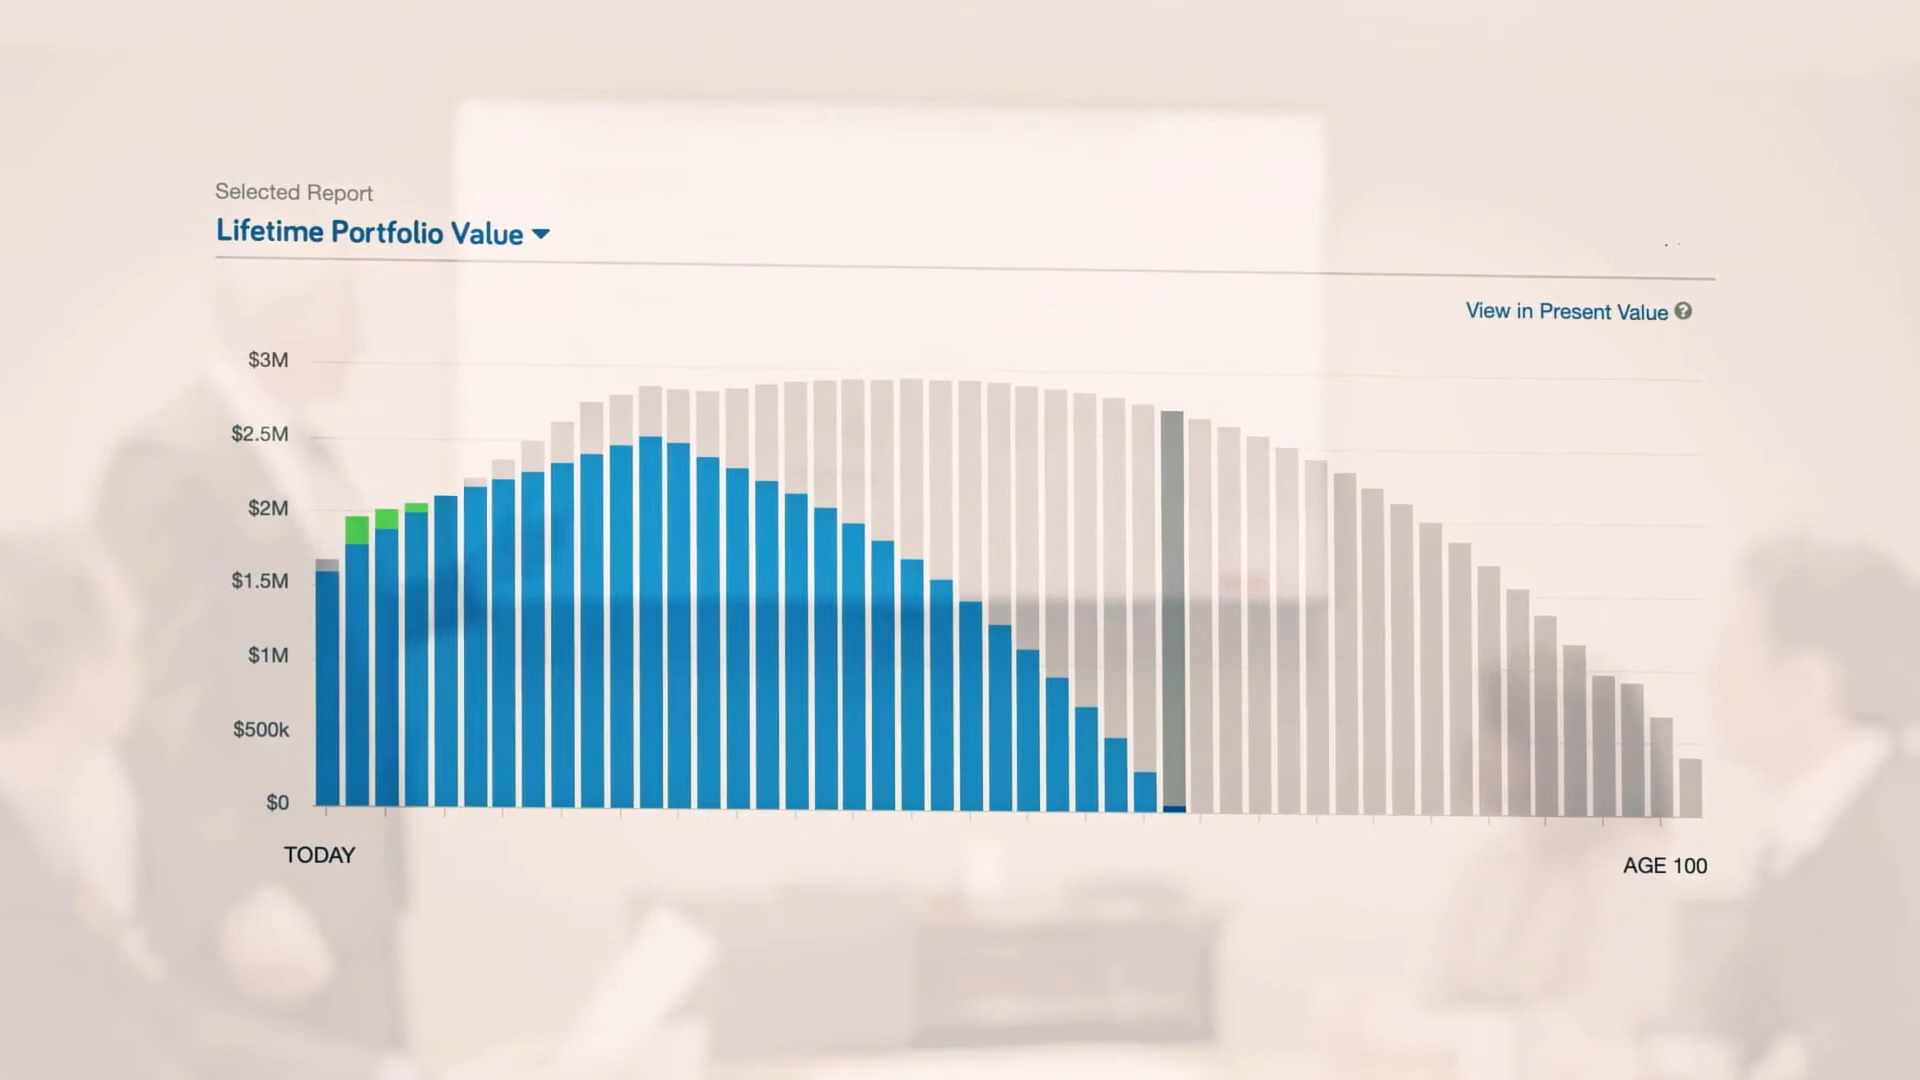 Selected Report
Lifetime Portfolio Value
View in Present Value ?
$3M
$2.5M
$2M
$1.5M
$1M
$500k
$0
TODAY
AGE 100